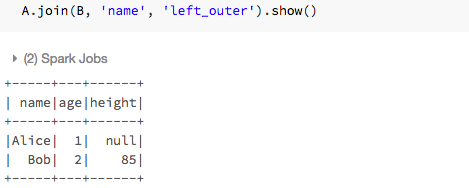 A.join(B, 'name', 'left_outer').show()
▸ (2) Spark Jobs
+-----+---+------+
| name|age|height|
+-----+---+------+
|Alice|  1|  null|
|  Bob|  2|    85|
+-----+---+------+